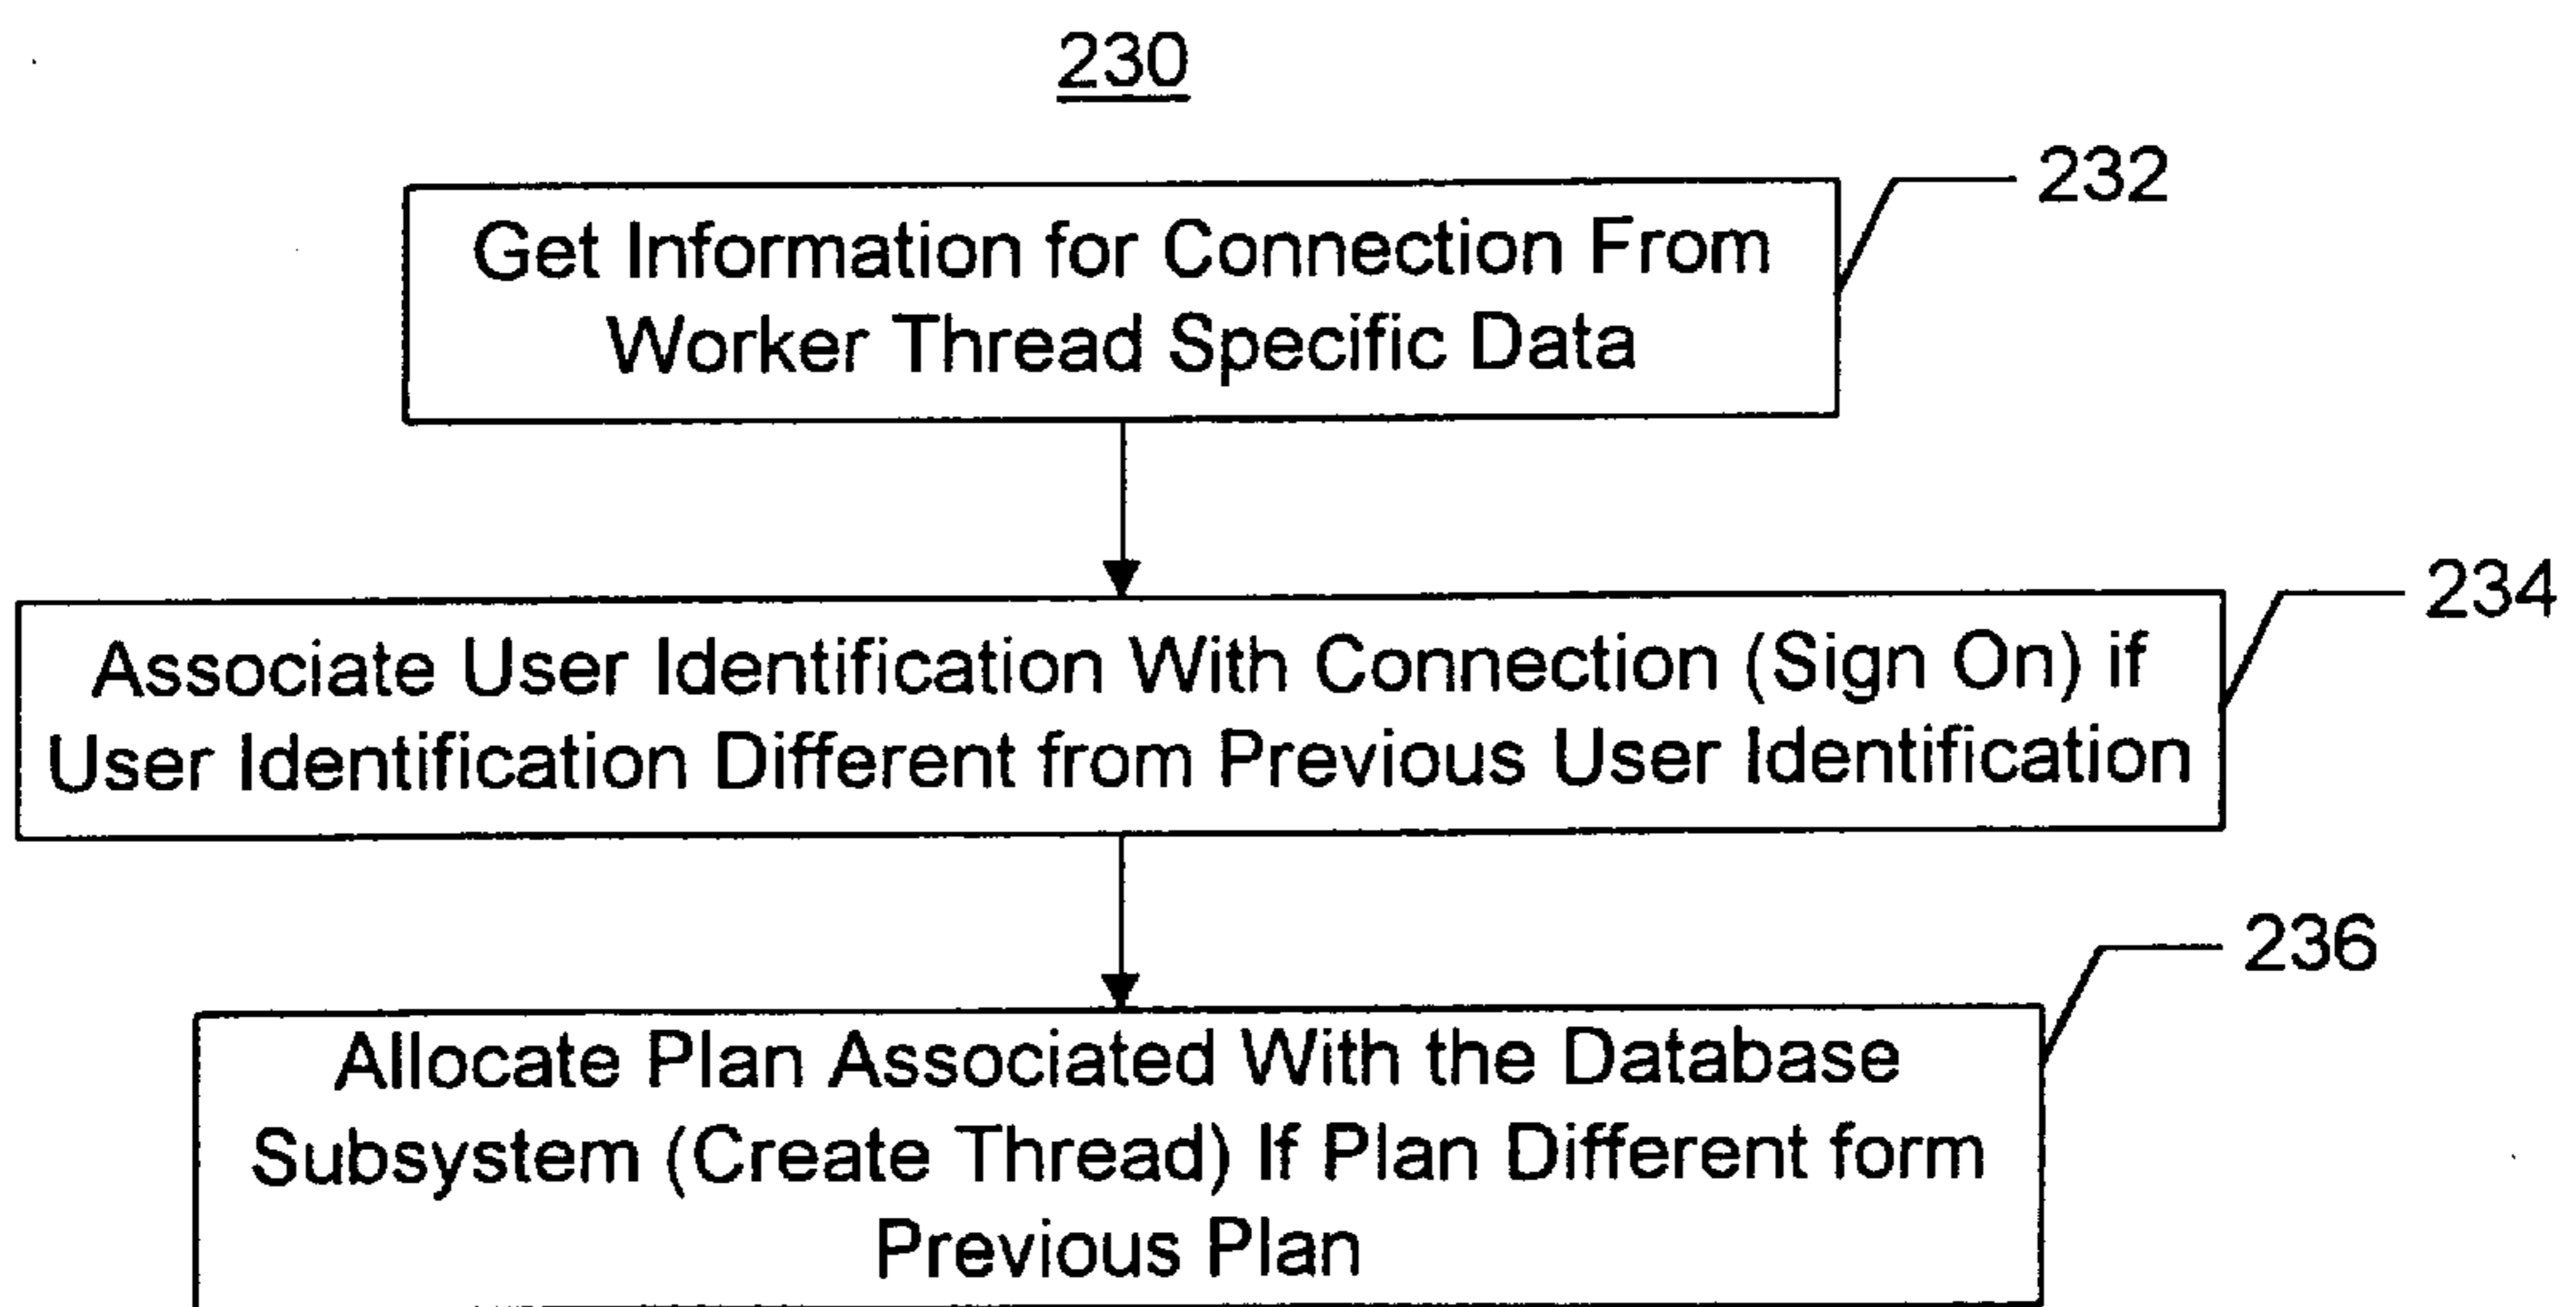 230
232
Get Information for Connection From
Worker Thread Specific Data
234
Associate User Identification With Connection (Sign On) if
User Identification Different from Previous User Identification
236
Allocate Plan Associated With the Database
Subsystem (Create Thread) If Plan Different form
Previous Plan